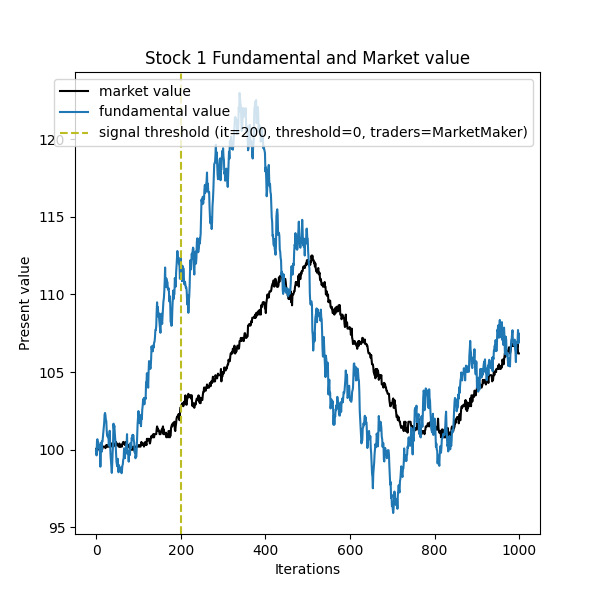 Stock 1 Fundamental and Market value
market value
fundamental value
signal threshold (it=200, threshold=0, traders=MarketMaker)
120
115
110
105
100
95
Present value
0 200 400 600 800 1000
Iterations